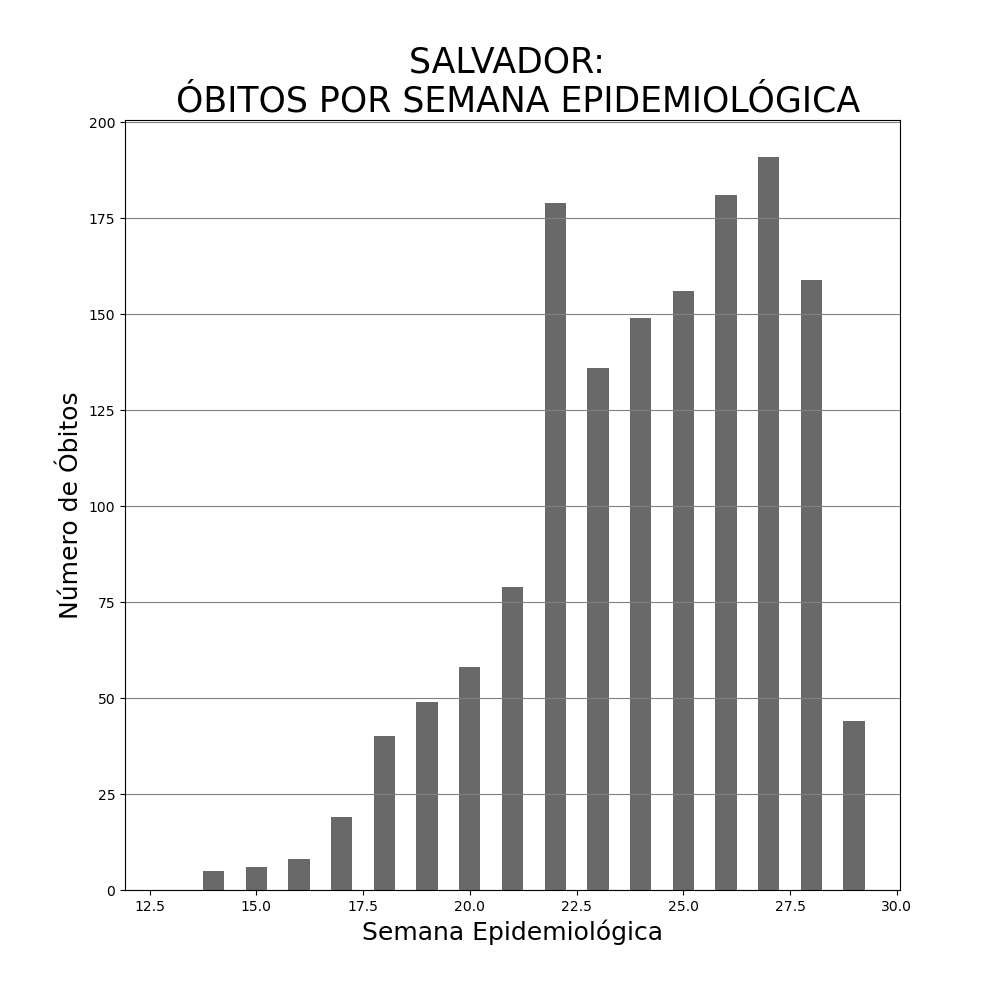 SALVADOR:
ÓBITOS POR SEMANA EPIDEMIOLÓGICA
200
175
150
125
100
75
50
25
0
Número de Óbitos
12.5 15.0 17.5 20.0 22.5 25.0 27.5 30.0
Semana Epidemiológica